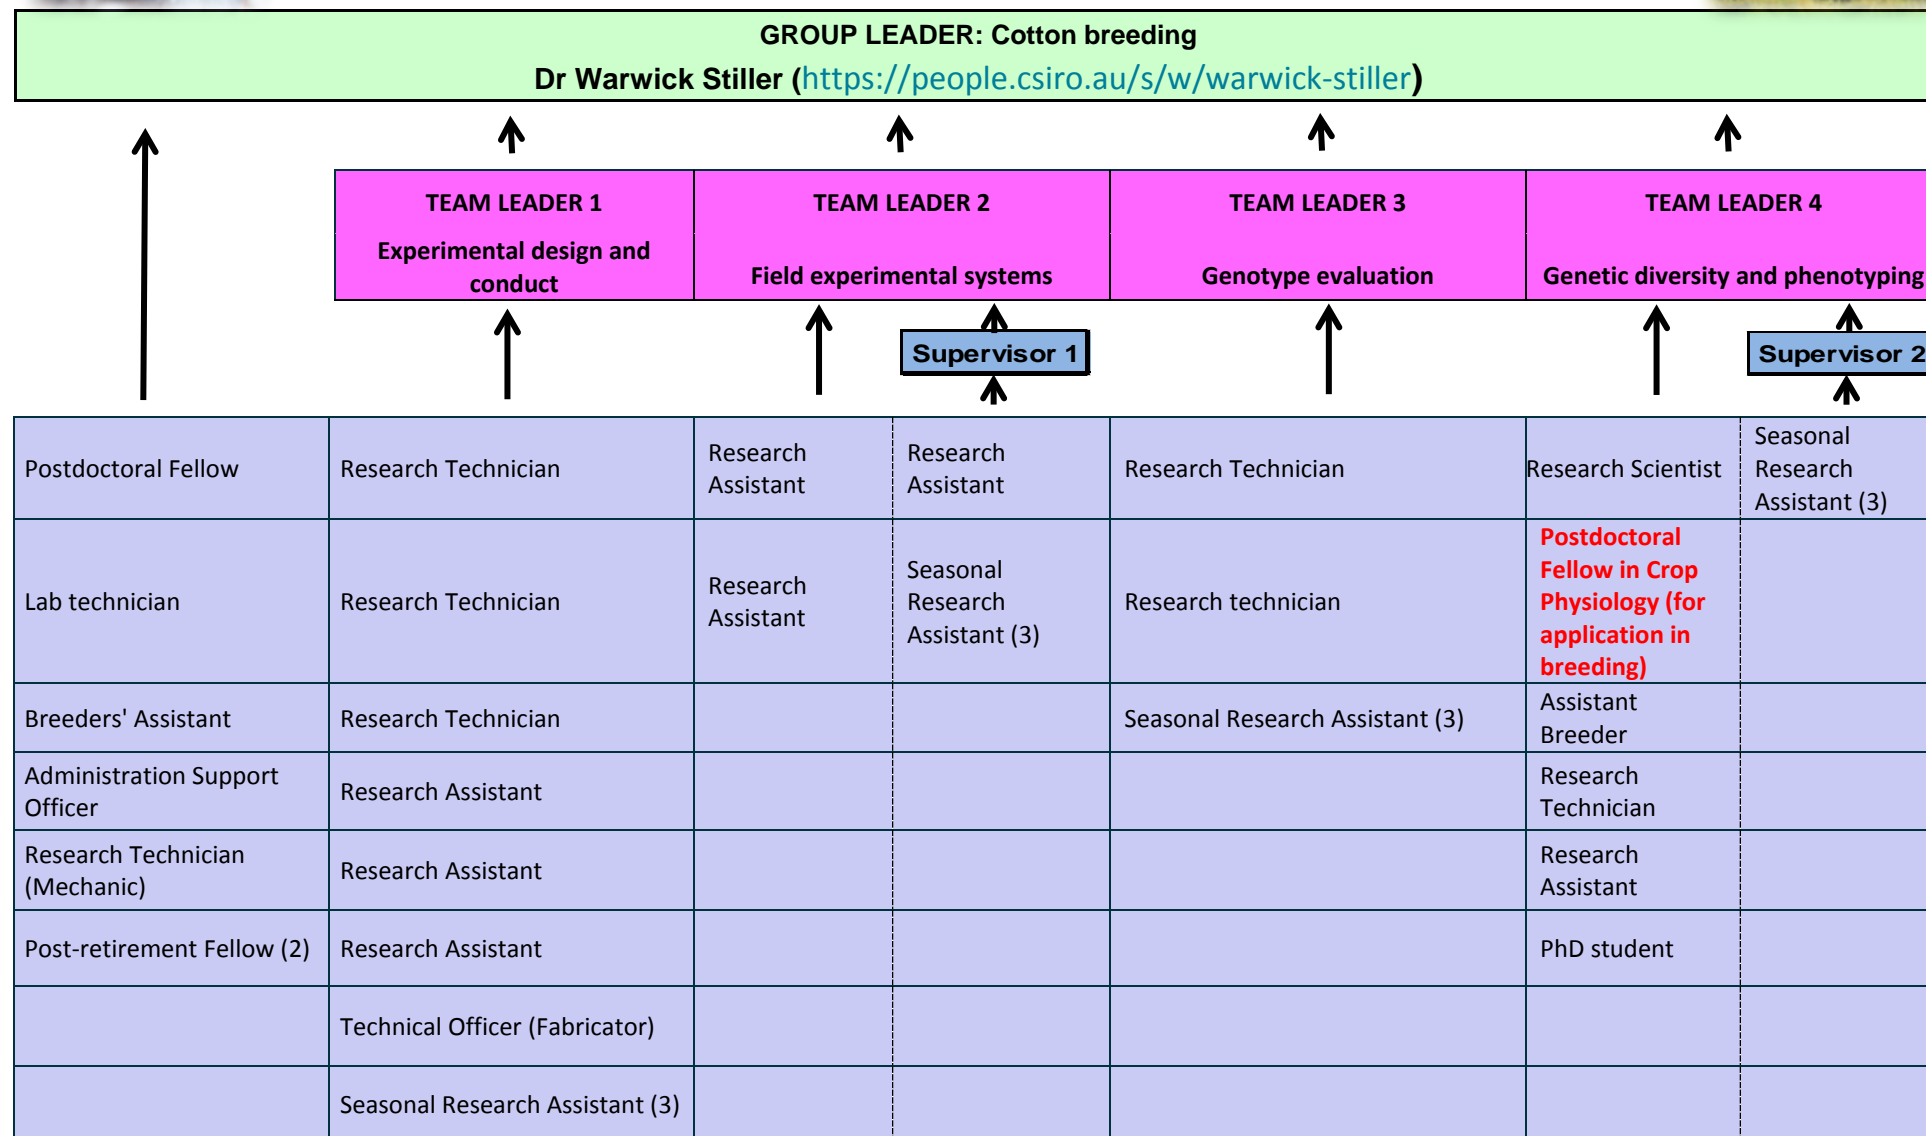 GROUP LEADER: Cotton breeding
Dr Warwick Stiller (https://people.csiro.au/s/w/warwick-stiller)
TEAM LEADER 1
TEAM LEADER 2
TEAM LEADER 3
TEAM LEADER 4
Experimental design and
conduct
Field experimental systems
Genotype evaluation
Genetic diversity and phenotyping
Supervisor 1
Supervisor 2
Postdoctoral Fellow
Research Technician
Research
Assistant
Research
Assistant
Research Technician
Research Scientist
Seasonal
Research
Assistant (3)
Lab technician
Research Technician
Research
Assistant
Seasonal
Research
Assistant (3)
Research technician
Postdoctoral
Fellow in Crop
Physiology (for
application in
breeding)
Breeders' Assistant
Research Technician
Seasonal Research Assistant (3)
Assistant
Breeder
Administration Support
Officer
Research Assistant
Research
Technician
Research Technician
(Mechanic)
Research Assistant
Research
Assistant
Post-retirement Fellow (2)
Research Assistant
PhD student
Technical Officer (Fabricator)
Seasonal Research Assistant (3)